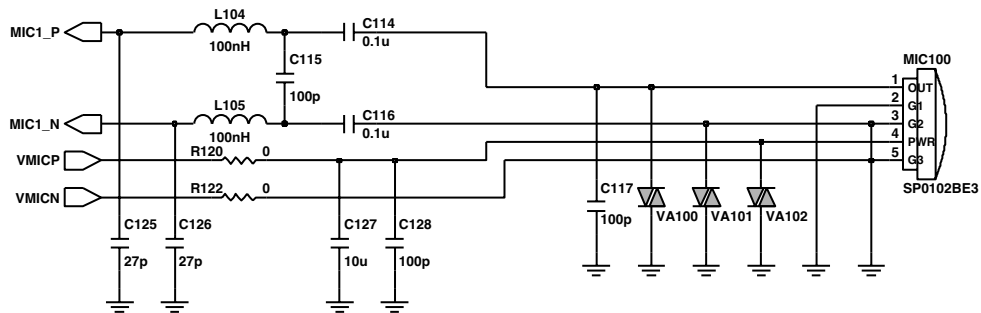 L104
C114
MIC1_P
100nH
0.1u
C115
100p
MIC100
1
OUT
2
G1
L105
C116
MIC1_N
100nH
0.1u
3
G2
4
PWR
R120
0
VMICP
5
G3
R122
0
VMICN
SP0102BE3
C117
100p
VA100
VA101
VA102
C125
27p
C126
27p
C127
10u
C128
100p